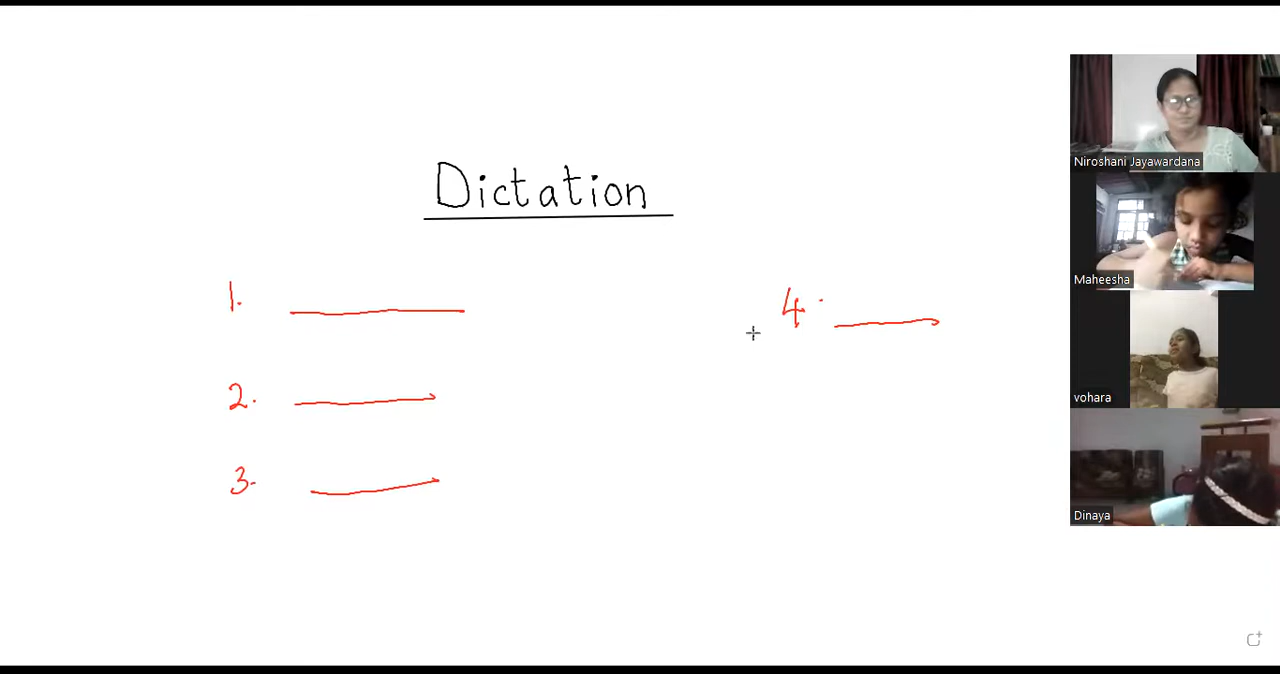 Dictation
1.
2.
3.
4.
Niroshani Jayawardana
Maheesha
vohara
Dinaya